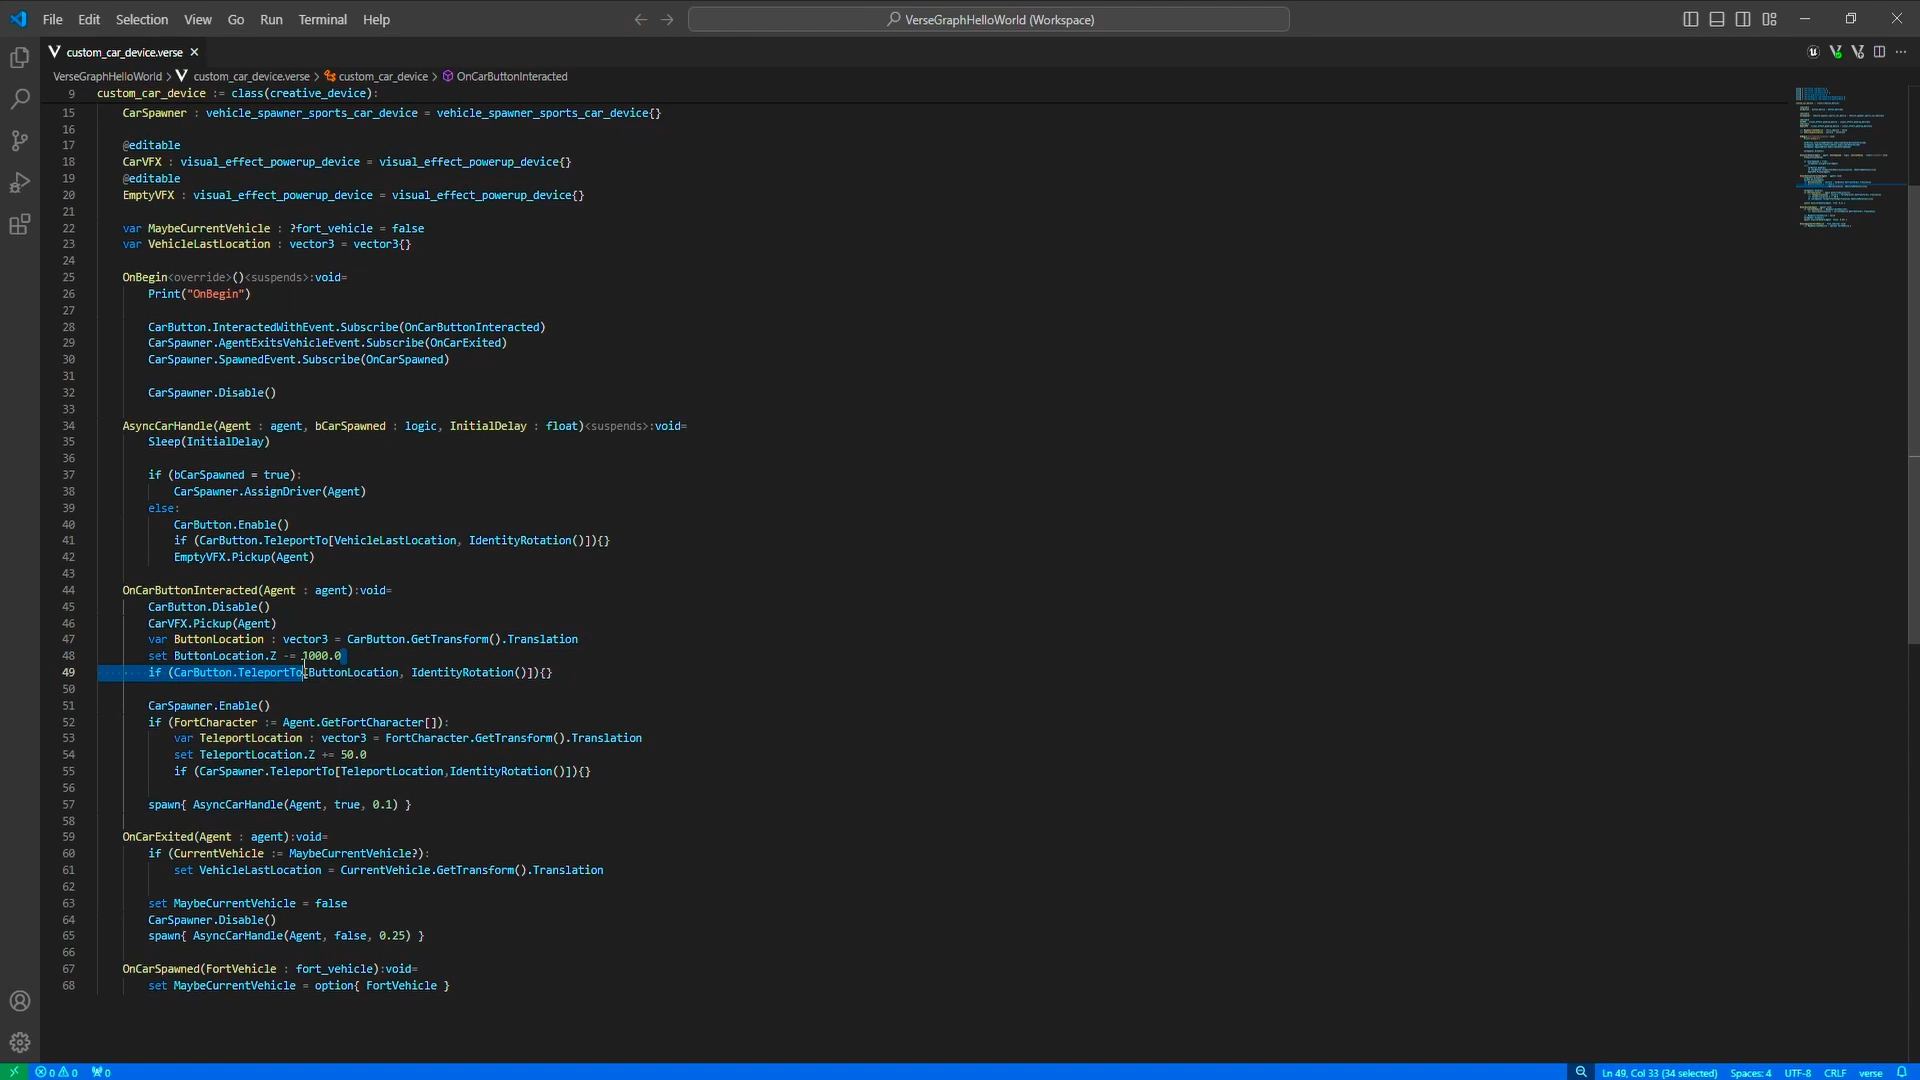 File Edit Selection View Go Run Terminal Help VerseGraphHelloWorld (Workspace)
custom_car_device.verse
VerseGraphHelloWorld > custom_car_device.verse > custom_car_device > OnCarButtonInteracted
9 custom_car_device := class(creative_device):
15 CarSpawner : vehicle_spawner_sports_car_device = vehicle_spawner_sports_car_device{}
16
17 @editable
18 CarVFX : visual_effect_powerup_device = visual_effect_powerup_device{}
19 @editable
20 EmptyVFX : visual_effect_powerup_device = visual_effect_powerup_device{}
21
22 var MaybeCurrentVehicle : ?fort_vehicle = false
23 var VehicleLastLocation : vector3 = vector3{}
24
25 OnBegin<override>()<suspends>:void=
26 Print("OnBegin")
27
28 CarButton.InteractedWithEvent.Subscribe(OnCarButtonInteracted)
29 CarSpawner.AgentExitsVehicleEvent.Subscribe(OnCarExited)
30 CarSpawner.SpawnedEvent.Subscribe(OnCarSpawned)
31
32 CarSpawner.Disable()
33
34 AsyncCarHandle(Agent : agent, bCarSpawned : logic, InitialDelay : float)<suspends>:void=
35 Sleep(InitialDelay)
36
37 if (bCarSpawned = true):
38 CarSpawner.AssignDriver(Agent)
39 else:
40 CarButton.Enable()
41 if (CarButton.TeleportTo[VehicleLastLocation, IdentityRotation()]){}
42 EmptyVFX.Pickup(Agent)
43
44 OnCarButtonInteracted(Agent : agent):void=
45 CarButton.Disable()
46 CarVFX.Pickup(Agent)
47 var ButtonLocation : vector3 = CarButton.GetTransform().Translation
48 set ButtonLocation.Z -= 1000.0
49 if (CarButton.TeleportTo[ButtonLocation, IdentityRotation()]){}
50
51 CarSpawner.Enable()
52 if (FortCharacter := Agent.GetFortCharacter[]):
53 var TeleportLocation : vector3 = FortCharacter.GetTransform().Translation
54 set TeleportLocation.Z += 50.0
55 if (CarSpawner.TeleportTo[TeleportLocation,IdentityRotation()]){}
56
57 spawn{ AsyncCarHandle(Agent, true, 0.1) }
58
59 OnCarExited(Agent : agent):void=
60 if (CurrentVehicle := MaybeCurrentVehicle?):
61 set VehicleLastLocation = CurrentVehicle.GetTransform().Translation
62
63 set MaybeCurrentVehicle = false
64 CarSpawner.Disable()
65 spawn{ AsyncCarHandle(Agent, false, 0.25) }
66
67 OnCarSpawned(FortVehicle : fort_vehicle):void=
68 set MaybeCurrentVehicle = option{ FortVehicle }
0 0 0 Ln 49, Col 33 (34 selected) Spaces: 4 UTF-8 CRLF verse